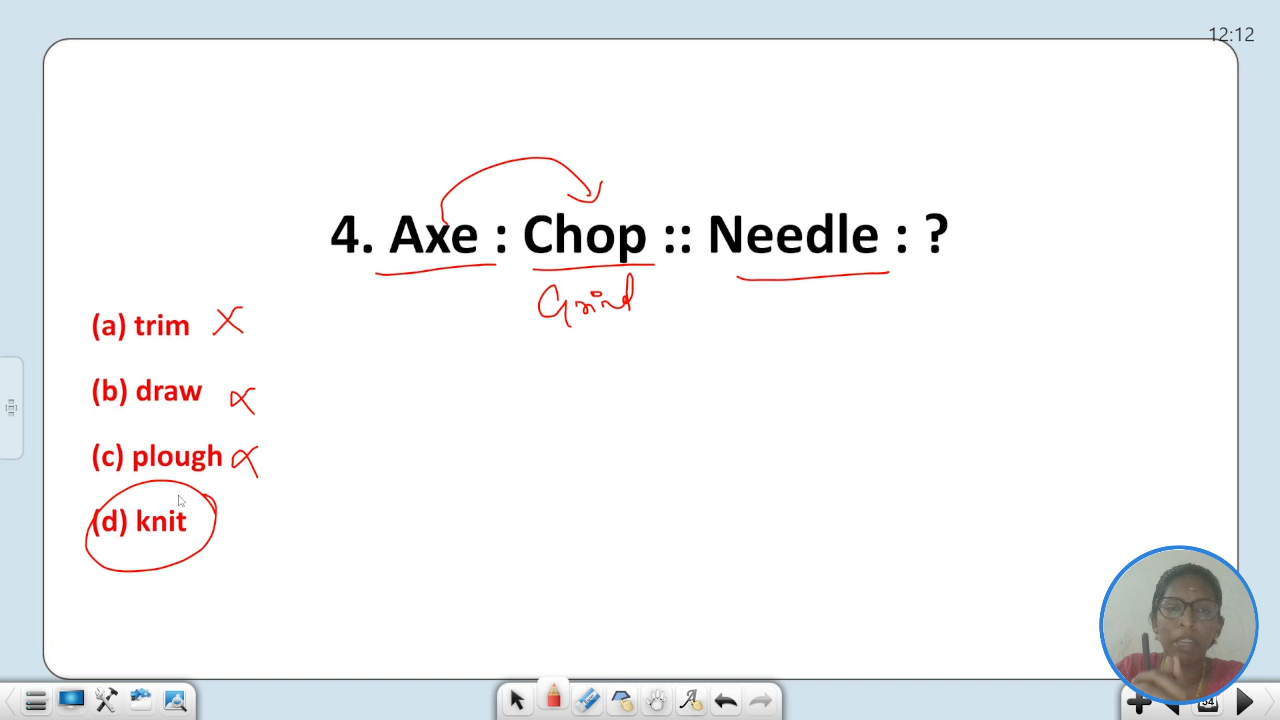 12:12
4. Axe : Chop :: Needle : ?
Grind
(a) trim
(b) draw
(c) plough
(d) knit